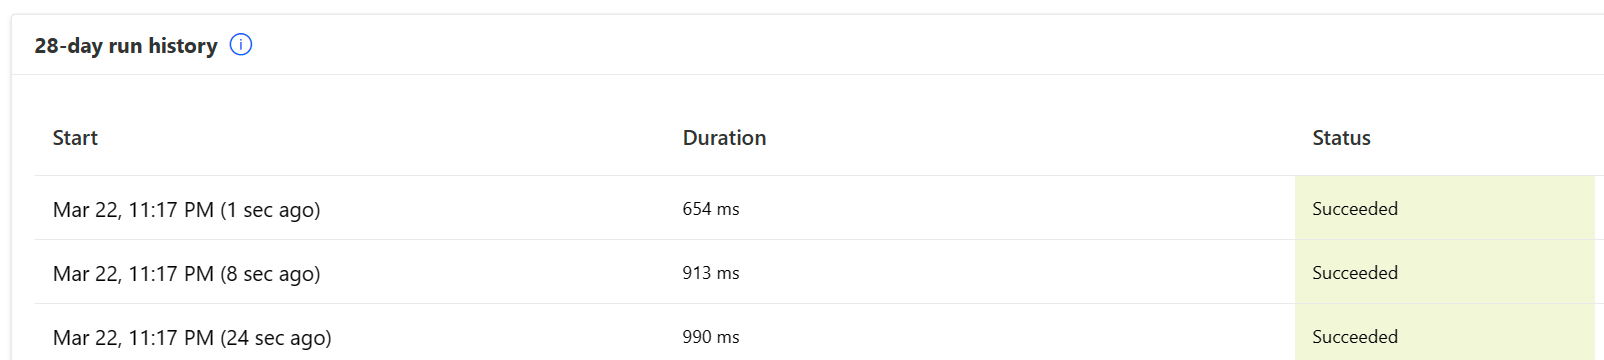 28-day run history
Start Duration Status
Mar 22, 11:17 PM (1 sec ago) 654 ms Succeeded
Mar 22, 11:17 PM (8 sec ago) 913 ms Succeeded
Mar 22, 11:17 PM (24 sec ago) 990 ms Succeeded